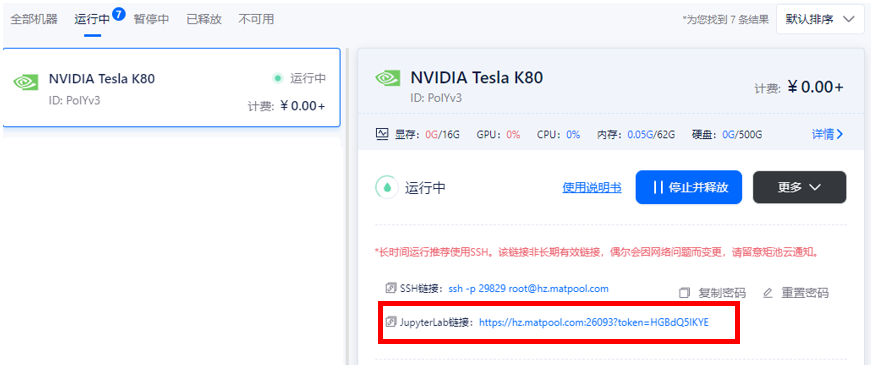 全部机器 运行中 7 暂停中 已释放 不可用 *为您找到 7 条结果 默认排序
NVIDIA Tesla K80 运行中
ID: PoIYv3 计费: ¥ 0.00+
NVIDIA Tesla K80
ID: PoIYv3 计费: ¥ 0.00+
显存: 0G/16G GPU: 0% CPU: 0% 内存: 0.05G/62G 硬盘: 0G/500G 详情
运行中 使用说明书 停止并释放 更多
*长时间运行推荐使用SSH。该链接非长期有效链接，偶尔会因网络问题而变更，请留意矩池云通知。
SSH链接: ssh -p 29829 root@hz.matpool.com 复制密码 重置密码
JupyterLab链接: https://hz.matpool.com:26093?token=HGBdQ5IKYE